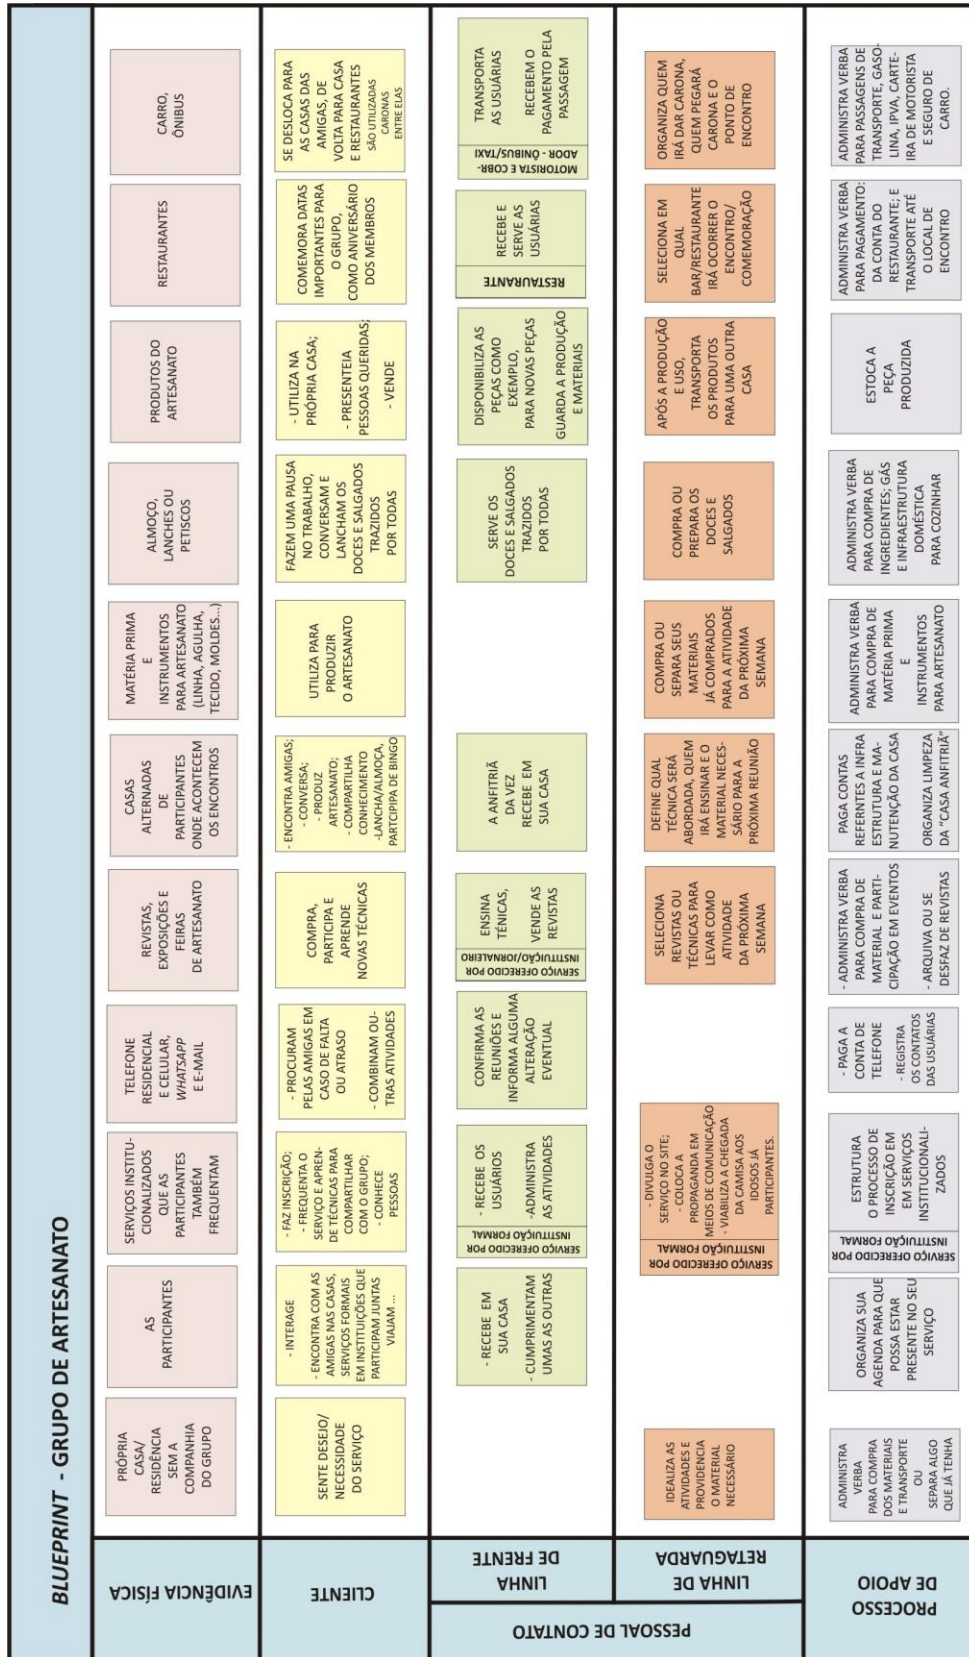 BLUEPRINT - GRUPO DE ARTESANATO
EVIDÊNCIA FÍSICA
PRÓPRIA
CASA/
RESIDÊNCIA
SEM A
COMPANHIA
DO GRUPO
AS
PARTICIPANTES
SERVIÇOS INSTITU-
CIONALIZADOS
QUE AS
PARTICIPANTES
TAMBÉM
FREQUENTAM
TELEFONE
RESIDENCIAL
E CELULAR,
WHATSAPP
E E-MAIL
REVISTAS,
EXPOSIÇÕES E
FEIRAS
DE ARTESANATO
CASAS
ALTERNADAS
DE
PARTICIPANTES
ONDE ACONTECEM
OS ENCONTROS
MATÉRIA PRIMA
E
INSTRUMENTOS
PARA ARTESANATO
(LINHA, AGULHA,
TECIDO, MOLDES...)
ALMOÇO,
LANCHES OU
PETISCOS
PRODUTOS DO
ARTESANATO
RESTAURANTES
CARRO,
ÔNIBUS
CLIENTE
SENTE DESEJO/
NECESSIDADE
DO SERVIÇO
- INTERAGE
- ENCONTRA COM AS
AMIGAS NAS CASAS,
SERVIÇOS FORMAIS
EM INSTITUIÇÕES QUE
PARTICIPAM JUNTAS
VIAJAM ...
- FAZ INSCRIÇÃO;
- FREQUENTA O
SERVIÇO E APREN-
DE TÉCNICAS PARA
COMPARTILHAR
COM O GRUPO;
- CONHECE
PESSOAS
- PROCURAM
PELAS AMIGAS EM
CASO DE FALTA
OU ATRASO
- COMBINAM OU-
TRAS ATIVIDADES
COMPRA,
PARTICIPA E
APRENDE
NOVAS TÉCNICAS
- ENCONTRA AMIGAS;
- CONVERSA;
- PRODUZ
ARTESANATO;
- COMPARTILHA
CONHECIMENTO
-LANCHA/ALMOÇA,
PARTCIPA DE BINGO
UTILIZA PARA
PRODUZIR
O ARTESANATO
FAZEM UMA PAUSA
NO TRABALHO,
CONVERSAM E
LANCHAM OS
DOCES E SALGADOS
TRAZIDOS
POR TODAS
- UTILIZA NA
PRÓPRIA CASA;
- PRESENTEIA
PESSOAS QUERIDAS;
- VENDE
COMEMORA DATAS
IMPORTANTES PARA
O GRUPO,
COMO ANIVERSÁRIO
DOS MEMBROS
SE DESLOCA PARA
AS CASAS DAS
AMIGAS, DE
VOLTA PARA CASA
E RESTAURANTES
SÃO UTILIZADAS
CARONAS
ENTRE ELAS
PESSOAL DE CONTATO
LINHA
DE FRENTE
- RECEBE EM
SUA CASA
- CUMPRIMENTAM
UMAS AS OUTRAS
SERVIÇO OFERECIDO POR
INSTITUIÇÃO FORMAL
- RECEBE OS
USUÁRIOS
-ADMINISTRA
AS ATIVIDADES
CONFIRMA AS
REUNIÕES E
INFORMA ALGUMA
ALTERAÇÃO
EVENTUAL
SERVIÇO OFERECIDO POR
INSTITUIÇÃO/JORNALEIRO
ENSINA
TÉCNICAS,
VENDE AS
REVISTAS
A ANFITRIÃ
DA VEZ
RECEBE EM
SUA CASA
SERVE OS
DOCES E SALGADOS
TRAZIDOS
POR TODAS
DISPONIBILIZA AS
PEÇAS COMO
EXEMPLO,
PARA NOVAS PEÇAS
GUARDA A PRODUÇÃO
E MATERIAIS
RESTAURANTE
RECEBE E
SERVE AS
USUÁRIAS
MOTORISTA E COBR-
ADOR - ÔNIBUS/TAXI
TRANSPORTA
AS USUÁRIAS
RECEBEM O
PAGAMENTO PELA
PASSAGEM
LINHA DE
RETAGUARDA
IDEALIZA AS
ATIVIDADES E
PROVIDENCIA
O MATERIAL
NECESSÁRIO
SERVIÇO OFERECIDO POR
INSTITUIÇÃO FORMAL
- DIVULGA O
SERVIÇO NO SITE;
- COLOCA A
PROPAGANDA EM
MEIOS DE COMUNICAÇÃO
- VIABILIZA A CHEGADA
DA CAMISA AOS
IDOSOS JÁ
PARTICIPANTES.
SELECIONA
REVISTAS OU
TÉCNICAS PARA
LEVAR COMO
ATIVIDADE
DA PRÓXIMA
SEMANA
DEFINE QUAL
TÉCNICA SERÁ
ABORDADA, QUEM
IRÁ ENSINAR E O
MATERIAL NECES-
SÁRIO PARA A
PRÓXIMA REUNIÃO
COMPRA OU
SEPARA SEUS
MATERIAIS
JÁ COMPRADOS
PARA A ATIVIDADE
DA PRÓXIMA
SEMANA
COMPRA OU
PREPARA OS
DOCES E
SALGADOS
APÓS A PRODUÇÃO
E USO,
TRANSPORTA
OS PRODUTOS
PARA UMA OUTRA
CASA
SELECIONA EM
QUAL
BAR/RESTAURANTE
IRÁ OCORRER O
ENCONTRO/
COMEMORAÇÃO
ORGANIZA QUEM
IRÁ DAR CARONA,
QUEM PEGARÁ
CARONA E O
PONTO DE
ENCONTRO
PROCESSO
DE APOIO
ADMINISTRA
VERBA
PARA COMPRA
DOS MATERIAIS
E TRANSPORTE
OU
SEPARA ALGO
QUE JÁ TENHA
ORGANIZA SUA
AGENDA PARA QUE
POSSA ESTAR
PRESENTE NO SEU
SERVIÇO
SERVIÇO OFERECIDO POR
INSTITUIÇÃO FORMAL
ESTRUTURA
O PROCESSO DE
INSCRIÇÃO EM
EM SERVIÇOS
INSTITUCIONALI-
ZADOS
- PAGA A
CONTA DE
TELEFONE
- REGISTRA
OS CONTATOS
DAS USUÁRIAS
- ADMINISTRA VERBA
PARA COMPRA DE
MATERIAL E PARTI-
CIPAÇÃO EM EVENTOS
- ARQUIVA OU SE
DESFAZ DE REVISTAS
PAGA CONTAS
REFERENTES A INFRA
ESTRUTURA E MA-
NUTENÇÃO DA CASA
ORGANIZA LIMPEZA
DA "CASA ANFITRIÃ"
ADMINISTRA VERBA
PARA COMPRA DE
MATÉRIA PRIMA
E
INSTRUMENTOS
PARA ARTESANATO
ADMINISTRA VERBA
PARA COMPRA DE
INGREDIENTES; GÁS
E INFRAESTRUTURA
DOMÉSTICA
PARA COZINHAR
ESTOCA A
PEÇA
PRODUZIDA
ADMINISTRA VERBA
PARA PAGAMENTO:
DA CONTA DO
RESTAURANTE; E
TRANSPORTE ATÉ
O LOCAL DE
ENCONTRO
ADMINISTRA VERBA
PARA PASSAGENS DE
TRANSPORTE, GASO-
LINA, IPVA, CARTE-
IRA DE MOTORISTA
E SEGURO DE
CARRO.